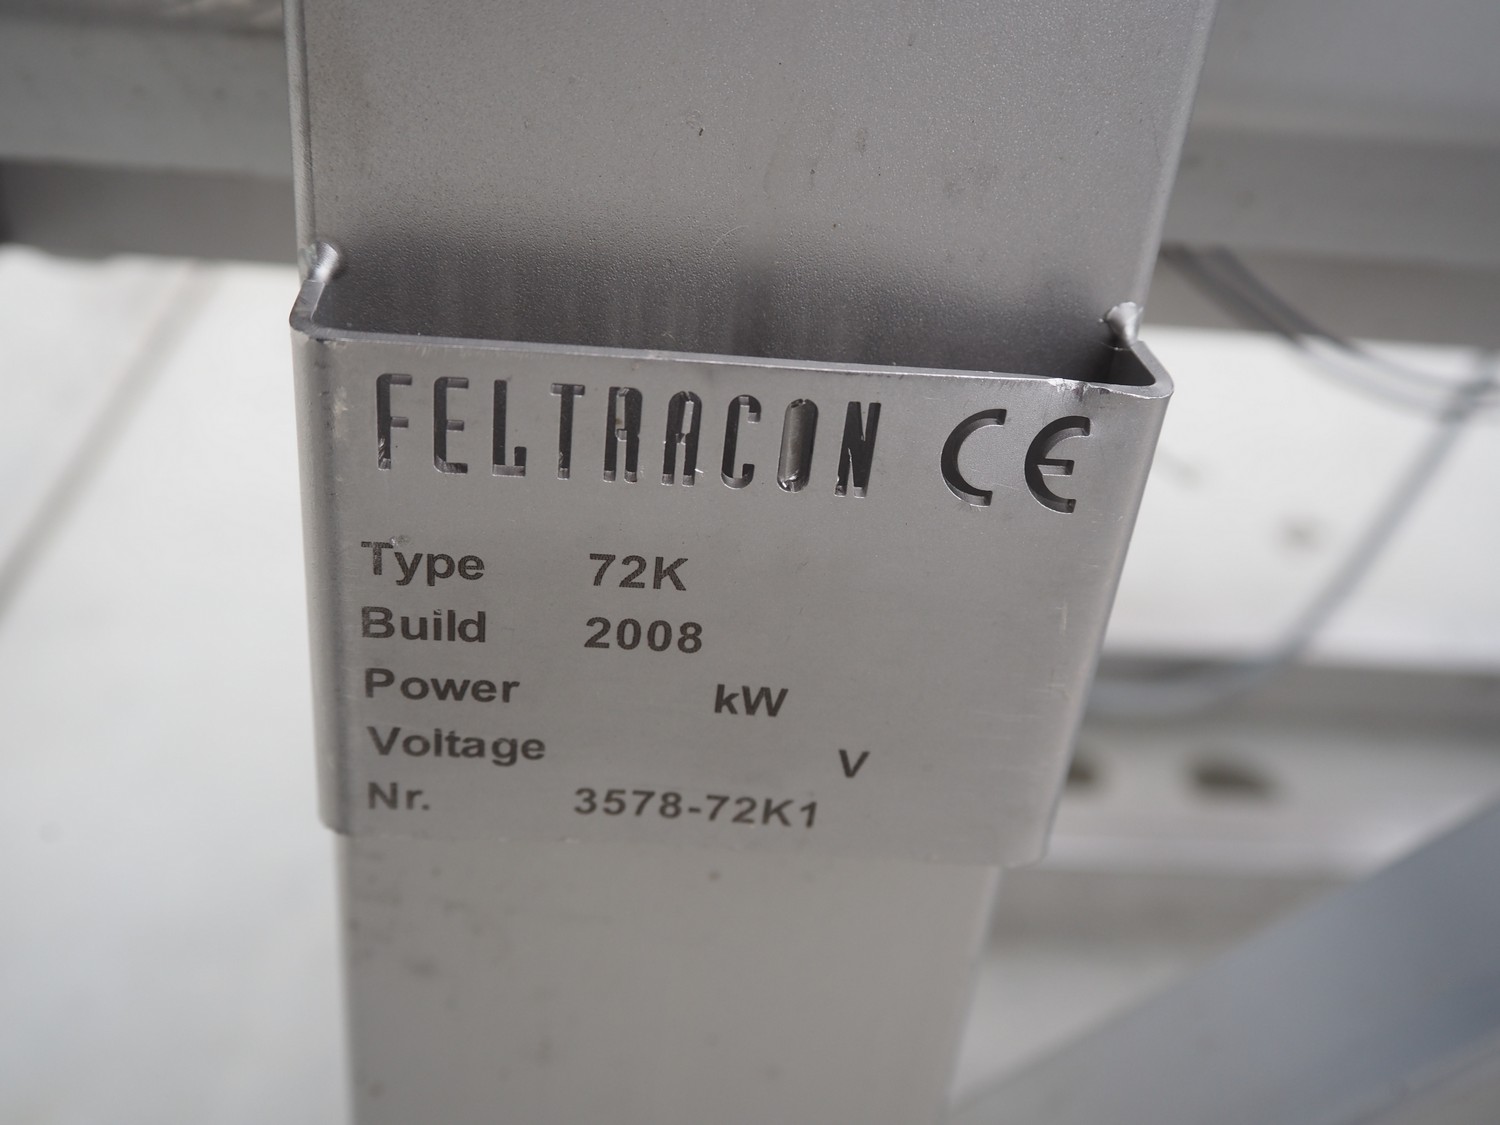 FELTRACON CE
Type 72K
Build 2008
Power kW
Voltage V
Nr. 3578-72K1